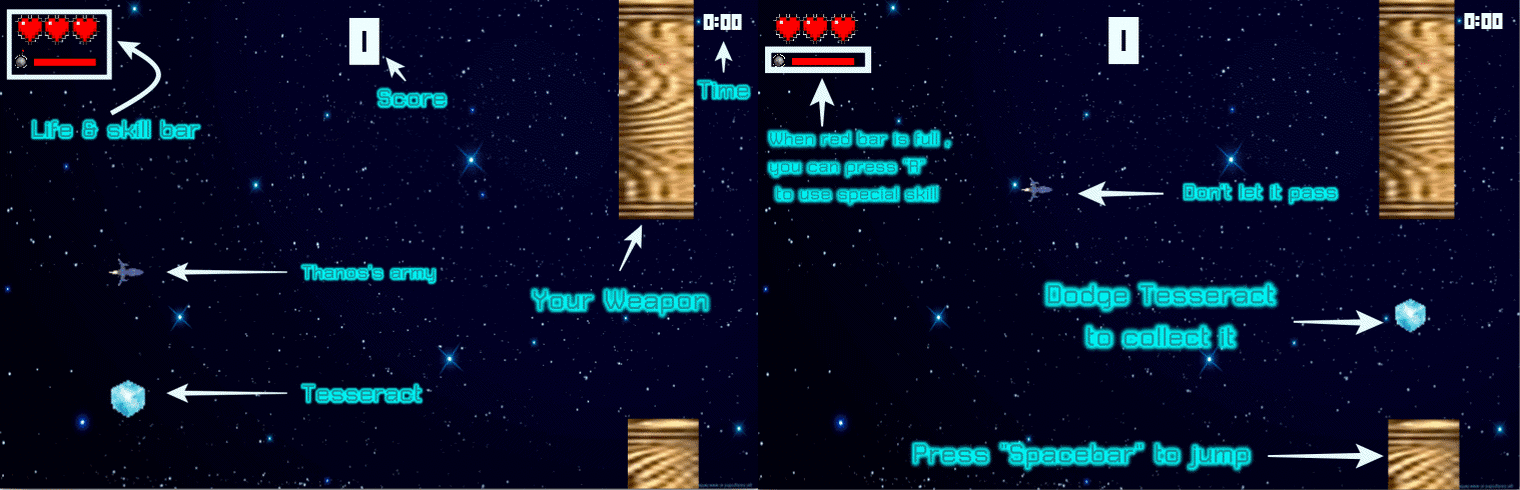 0
0:00
Score
Time
Life & skill bar
Thanos's army
Your Weapon
Tesseract
0
0:00
When red bar is full ,
you can press "R"
to use special skill
Don't let it pass
Dodge Tesseract
to collect it
Press "Spacebar" to jump